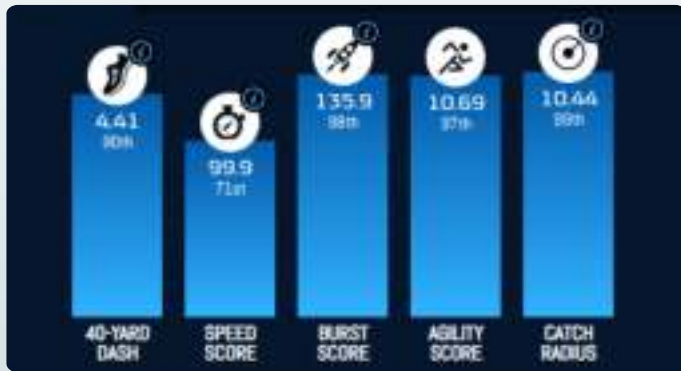 4.41
90th
99.9
71st
135.9
98th
10.69
97th
10.44
99th
40-YARD
DASH
SPEED
SCORE
BURST
SCORE
AGILITY
SCORE
CATCH
RADIUS